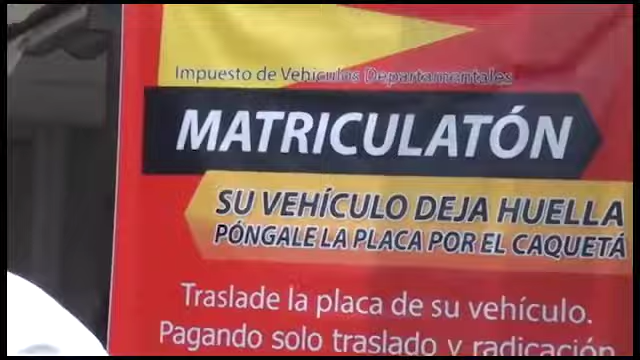 Impuesto de Vehículos Departamentales
MATRICULATÓN
SU VEHÍCULO DEJA HUELLA
PÓNGALE LA PLACA POR EL CAQUETÁ
Traslade la placa de su vehículo.
Pagando solo traslado y radicación